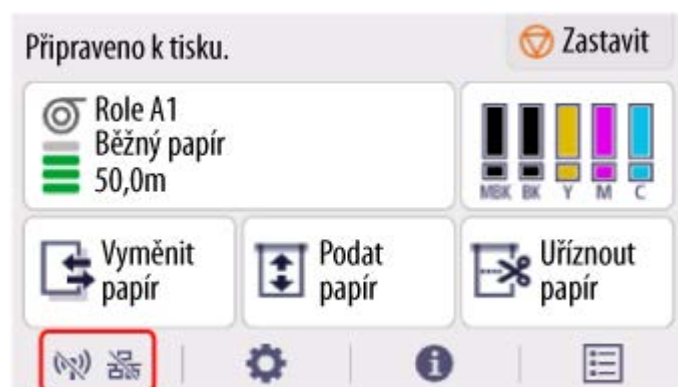 Připraveno k tisku.
Zastavit
Role A1
Běžný papír
50,0m
MBK BK Y M C
Vyměnit
papír
Podat
papír
Uříznout
papír